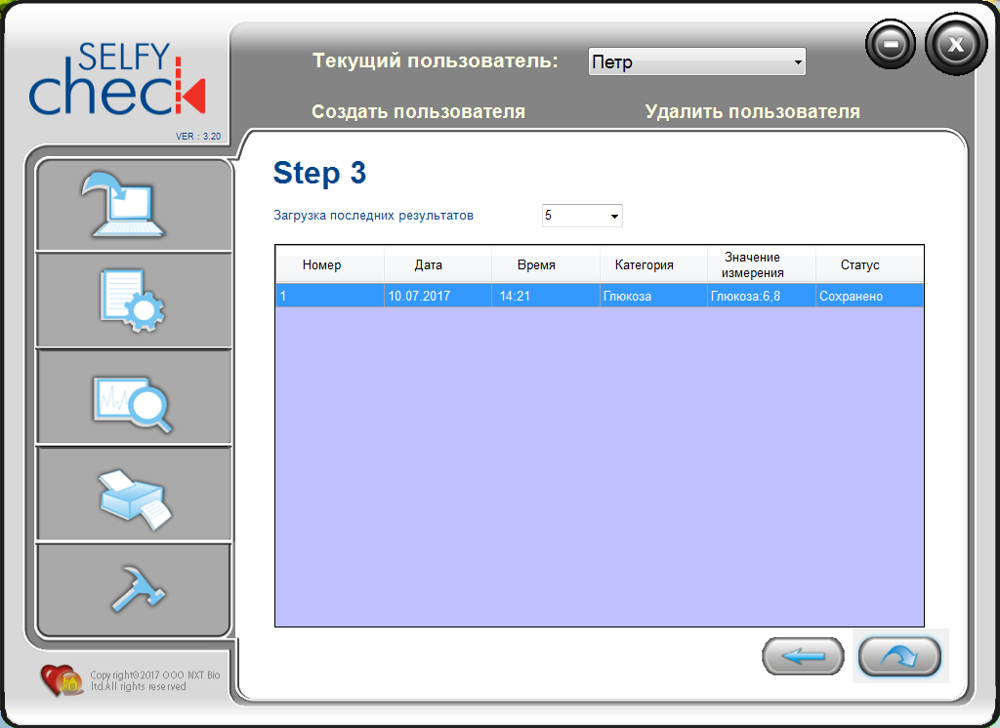 SELFY
check
VER : 3.20
Текущий пользователь:
Петр
X
Создать пользователя
Удалить пользователя
Step 3
Загрузка последних результатов
5
Номер
Дата
Время
Категория
Значение
измерения
Статус
1
10.07.2017
14:21
Глюкоза
Глюкоза:6,8
Сохранено
Copyright©2017 ООО NXT Bio
ltd.All rights reserved